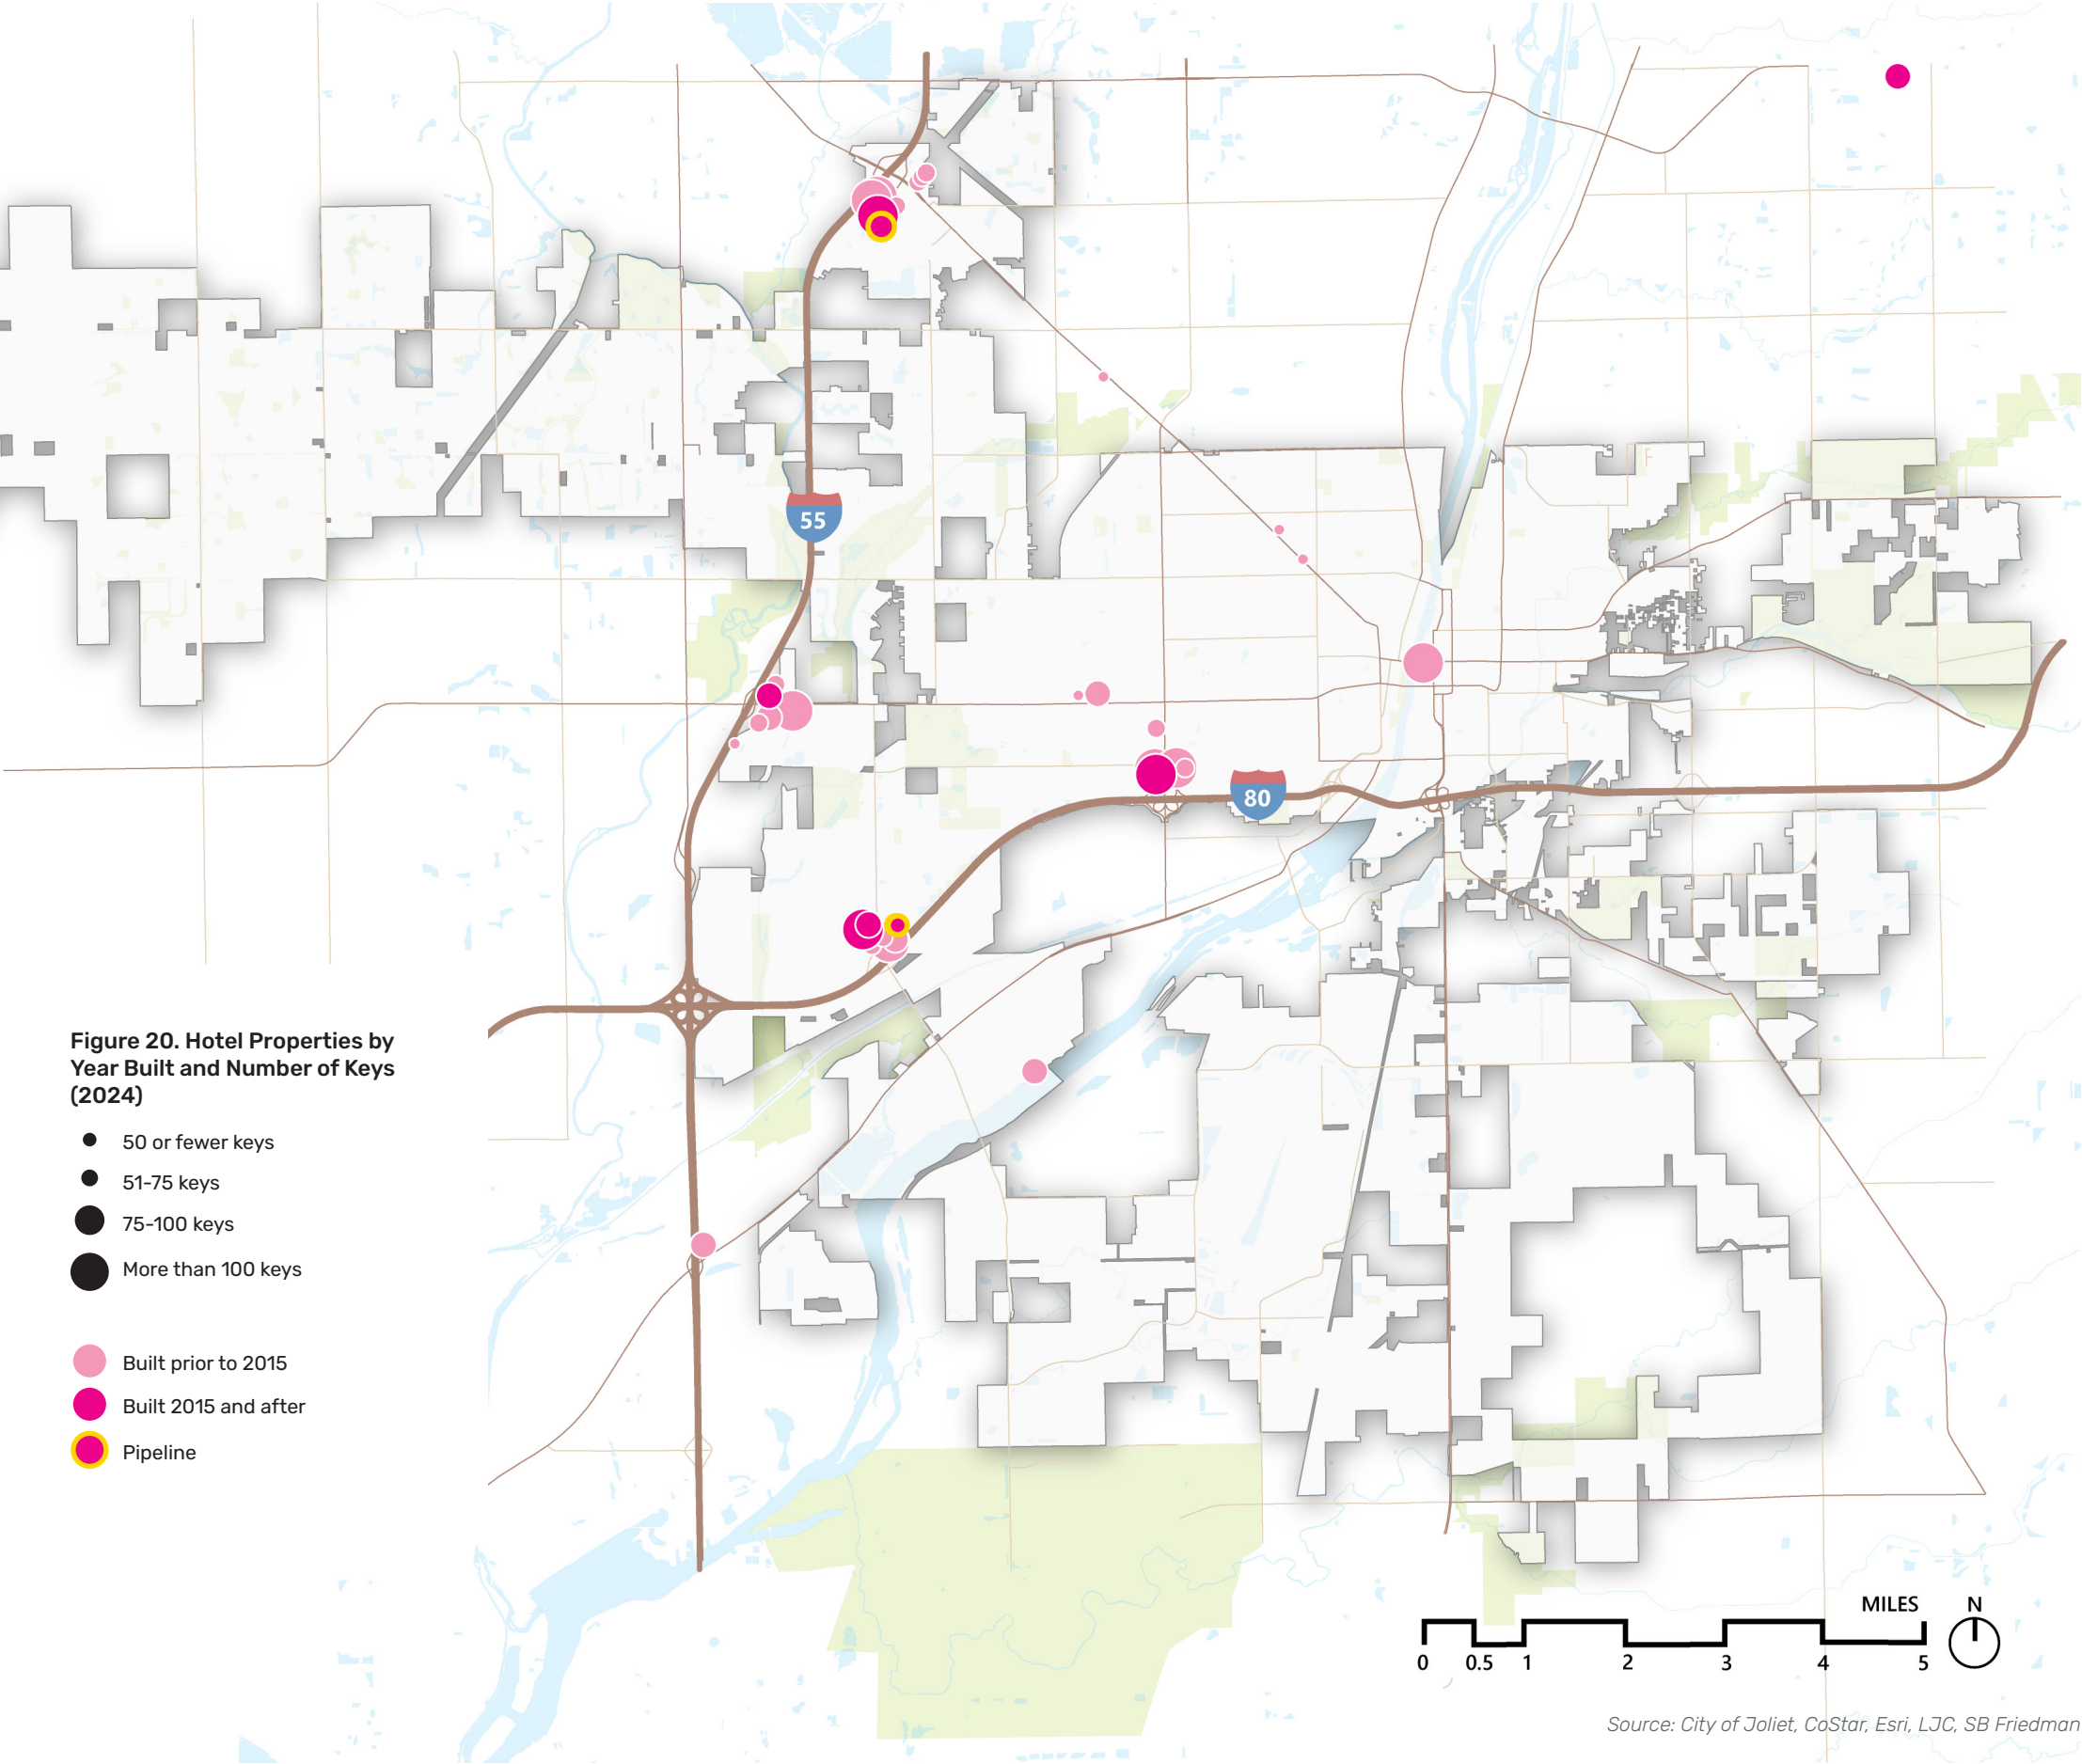 55
80
Figure 20. Hotel Properties by
Year Built and Number of Keys
(2024)
50 or fewer keys
51-75 keys
75-100 keys
More than 100 keys
Built prior to 2015
Built 2015 and after
Pipeline
MILES N
0 0.5 1 2 3 4 5
Source: City of Joliet, CoStar, Esri, LJC, SB Friedman